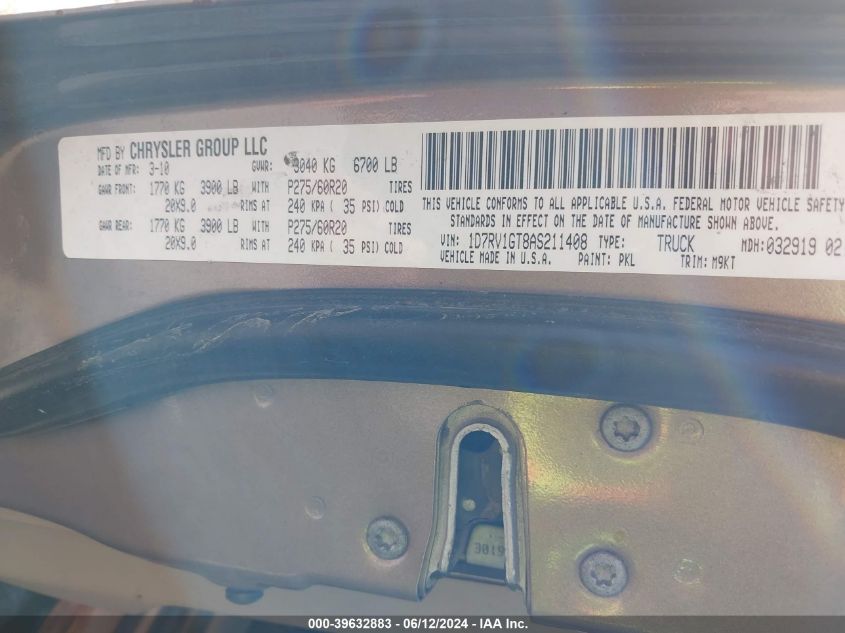 MFD BY CHRYSLER GROUP LLC
DATE OF MFR: 3-10 GVWR: 3040 KG 6700 LB
GAWR FRONT: 1770 KG 3900 LB WITH P275/60R20 TIRES
20X9.0 RIMS AT 240 KPA ( 35 PSI) COLD
GAWR REAR: 1770 KG 3900 LB WITH P275/60R20 TIRES
20X9.0 RIMS AT 240 KPA ( 35 PSI) COLD
THIS VEHICLE CONFORMS TO ALL APPLICABLE U.S.A. FEDERAL MOTOR VEHICLE SAFETY
STANDARDS IN EFFECT ON THE DATE OF MANUFACTURE SHOWN ABOVE.
VIN: 1D7RV1GT8AS211408 TYPE: TRUCK MDH: 032919 02
VEHICLE MADE IN U.S.A. PAINT: PKL TRIM: M9KT
000-39632883 - 06/12/2024 - IAA Inc.